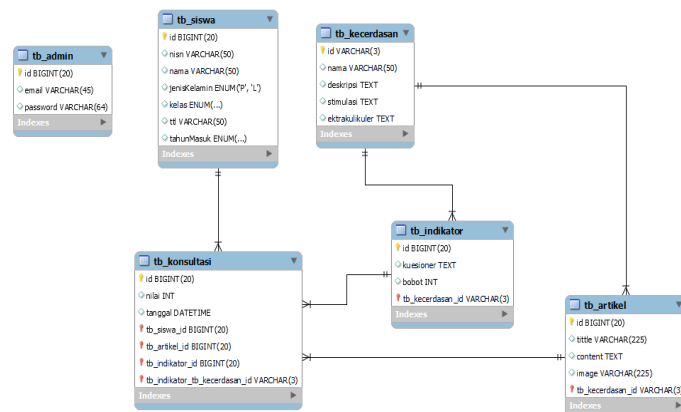 tb_admin
id BIGINT(20)
email VARCHAR(45)
password VARCHAR(64)
Indexes
tb_siswa
id BIGINT(20)
nisn VARCHAR(50)
nama VARCHAR(50)
jenisKelamin ENUM('P', 'L')
kelas ENUM(...)
ttl VARCHAR(50)
tahunMasuk ENUM(...)
Indexes
tb_kecerdasan
id VARCHAR(3)
nama VARCHAR(50)
deskripsi TEXT
stimulasi TEXT
ektrakulikuler TEXT
Indexes
tb_konsultasi
id BIGINT(20)
nilai INT
tanggal DATETIME
tb_siswa_id BIGINT(20)
tb_artikel_id BIGINT(20)
tb_indikator_id BIGINT(20)
tb_indikator_tb_kecerdasan_id VARCHAR(3)
Indexes
tb_indikator
id BIGINT(20)
kuesioner TEXT
bobot INT
tb_kecerdasan_id VARCHAR(3)
Indexes
tb_artikel
id BIGINT(20)
tittle VARCHAR(225)
content TEXT
image VARCHAR(225)
tb_kecerdasan_id VARCHAR(3)
Indexes